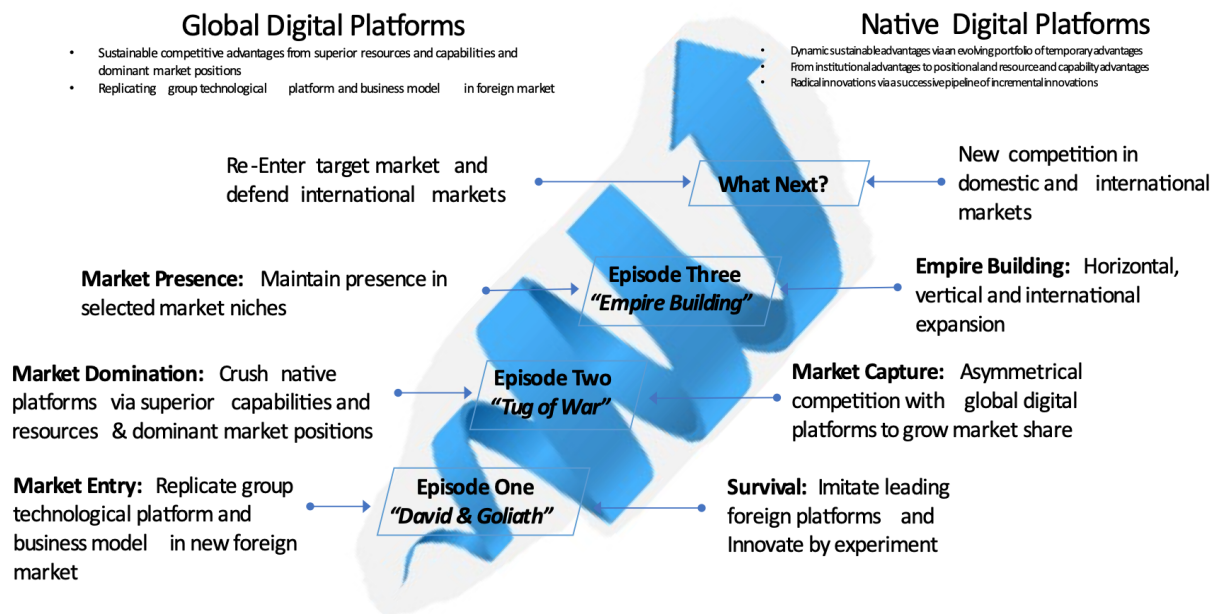 Global Digital Platforms
• Sustainable competitive advantages from superior resources and capabilities and
dominant market positions
• Replicating group technological platform and business model in foreign market
Native Digital Platforms
• Dynamic sustainable advantages via an evolving portfolio of temporary advantages
• From institutional advantages to positional and resource and capability advantages
• Radical innovations via a successive pipeline of incremental innovations
Re-Enter target market and
defend international markets
What Next?
New competition in
domestic and international
markets
Market Presence: Maintain presence in
selected market niches
Episode Three
“Empire Building”
Empire Building: Horizontal,
vertical and international
expansion
Market Domination: Crush native
platforms via superior capabilities and
resources & dominant market positions
Episode Two
“Tug of War”
Market Capture: Asymmetrical
competition with global digital
platforms to grow market share
Market Entry: Replicate group
technological platform and
business model in new foreign
market
Episode One
“David & Goliath”
Survival: Imitate leading
foreign platforms and
Innovate by experiment